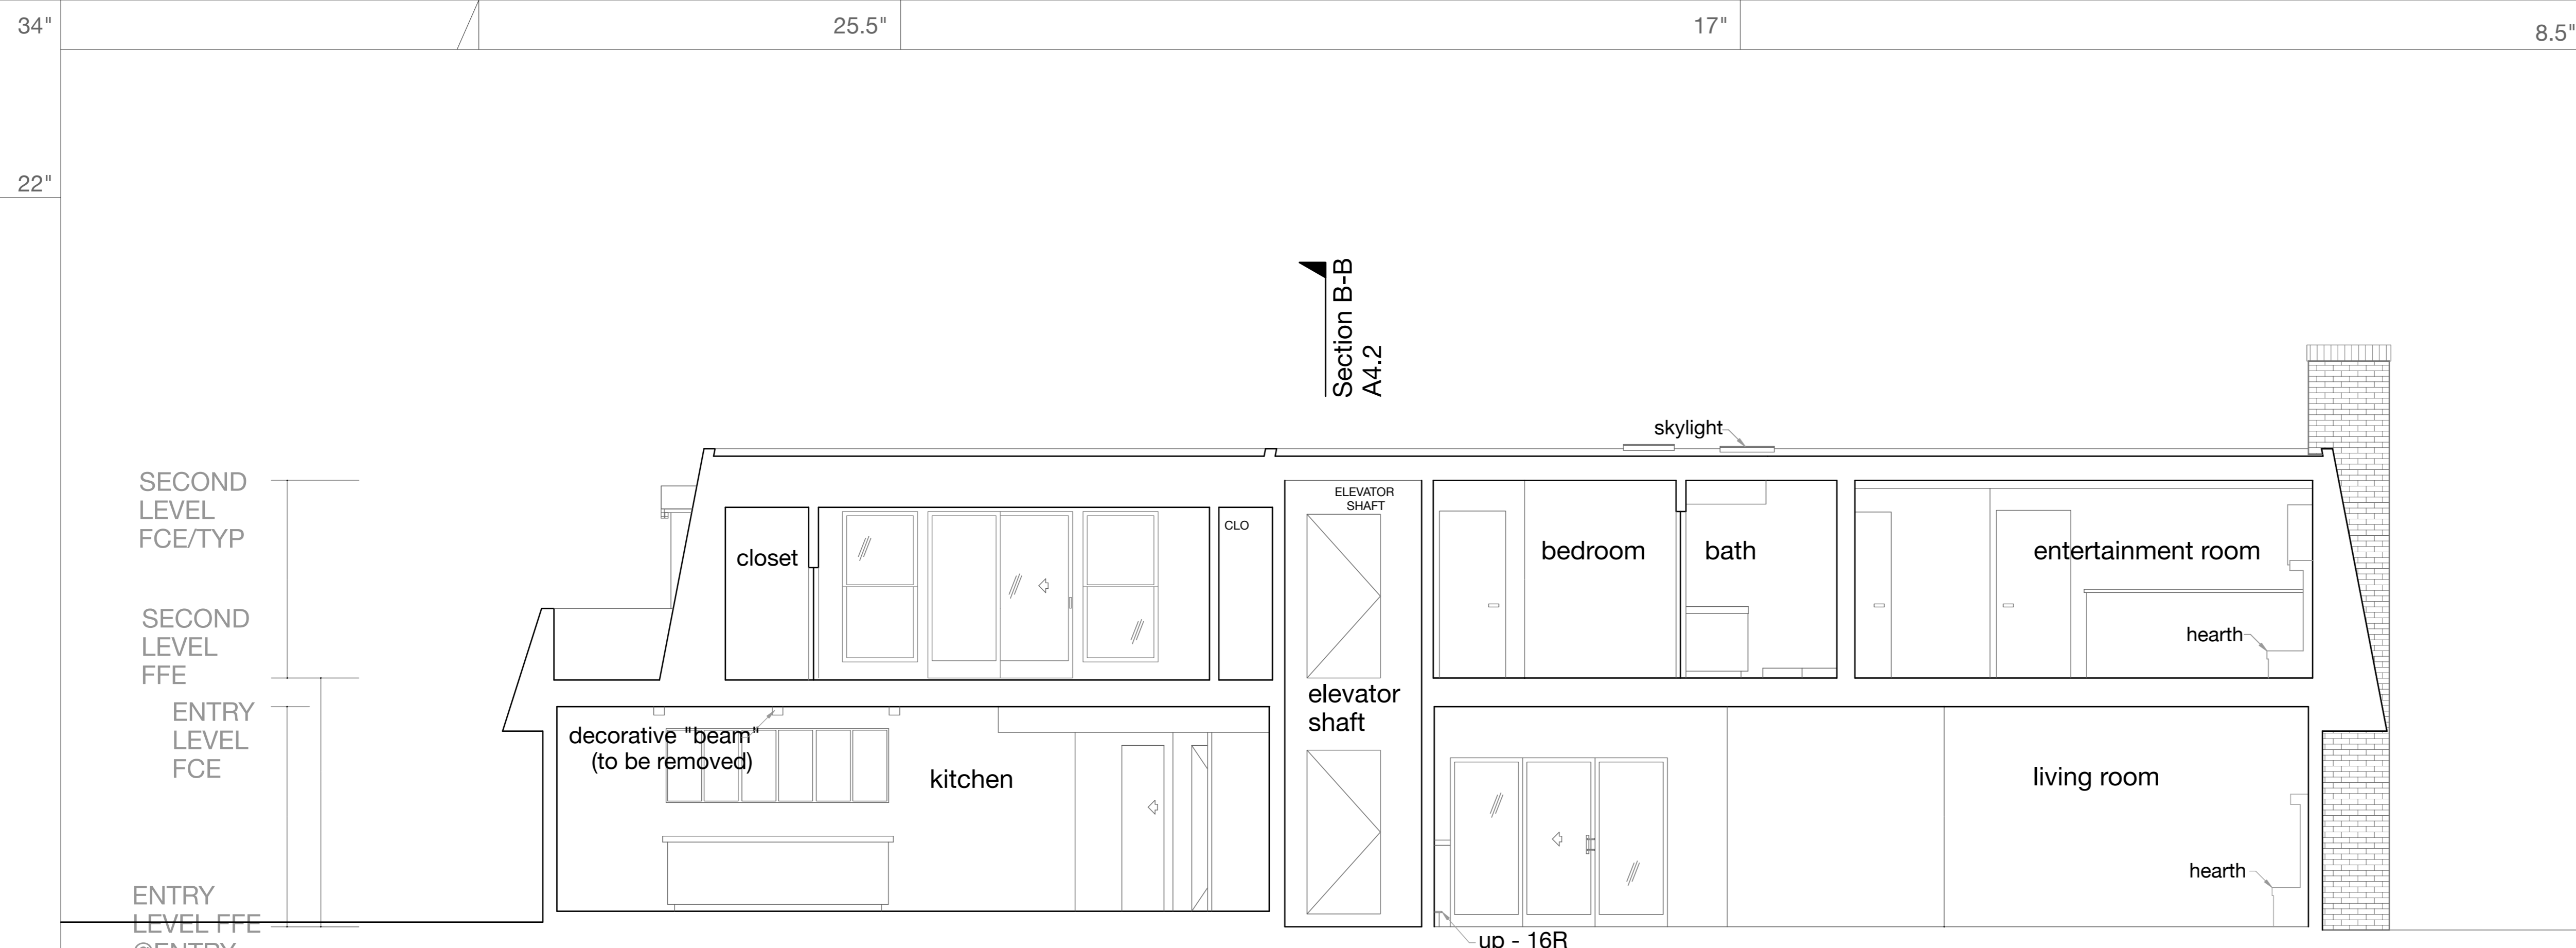 34"
25.5"
17"
8.5"
22"
Section B-B
A4.2
skylight
SECOND
LEVEL
FCE/TYP
ELEVATOR
SHAFT
CLO
closet
bedroom
bath
entertainment room
SECOND
LEVEL
FFE
hearth
elevator
shaft
ENTRY
LEVEL
FCE
decorative "beam"
(to be removed)
kitchen
living room
hearth
ENTRY
LEVEL FFE
@ENTRY
up - 16R